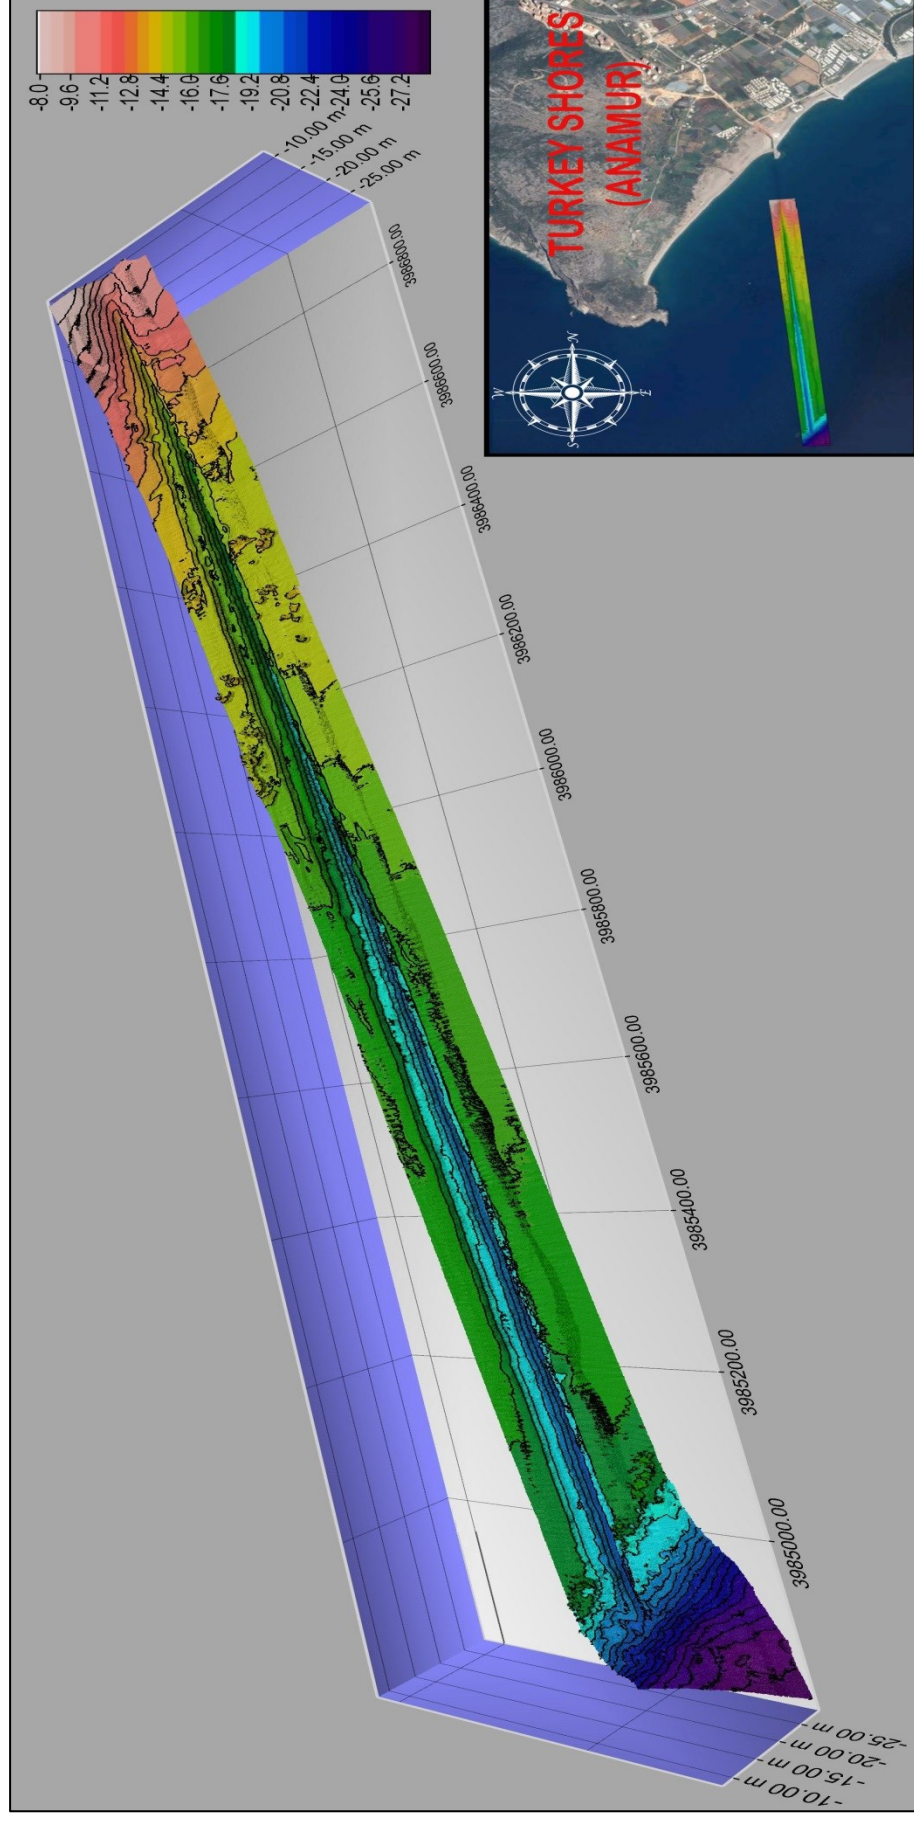 -8.0
-9.6
-11.2
-12.8
-14.4
-16.0
-17.6
-19.2
-20.8
-22.4
-24.0
-25.6
-27.2
-10.00 m
-15.00 m
-20.00 m
-25.00 m
3986800.00
3986600.00
3986400.00
3986200.00
3986000.00
3985800.00
3985600.00
3985400.00
3985200.00
3985000.00
-25.00 m
-20.00 m
-15.00 m
-10.00 m
TURKEY SHORES
(ANAMUR)
W
N
S
E